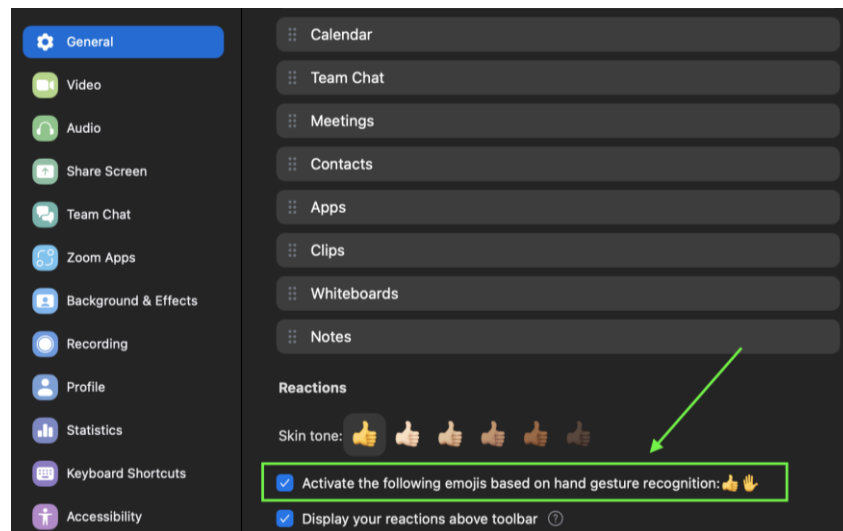 General
Video
Audio
Share Screen
Team Chat
Zoom Apps
Background & Effects
Recording
Profile
Statistics
Keyboard Shortcuts
Accessibility
Calendar
Team Chat
Meetings
Contacts
Apps
Clips
Whiteboards
Notes
Reactions
Skin tone: 👍 👍🏻 👍🏼 👍🏽 👍🏾 👍🏿
Activate the following emojis based on hand gesture recognition:👍 ✋
Display your reactions above toolbar ?